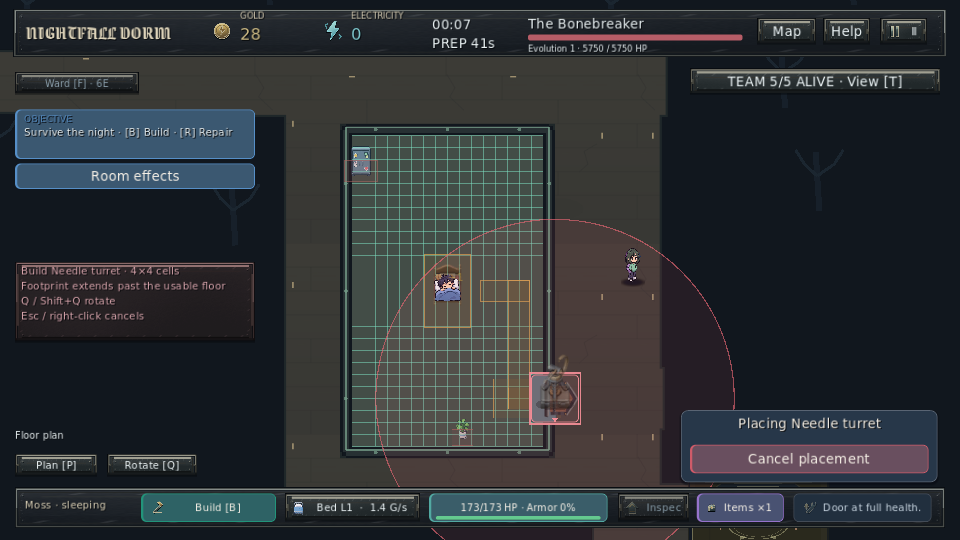 NIGHTFALL DORM
GOLD
28
ELECTRICITY
0
00:07
PREP 41s
The Bonebreaker
Evolution 1 · 5750 / 5750 HP
Map
Help
Ward [F] · 6E
TEAM 5/5 ALIVE · View [T]
OBJECTIVE
Survive the night · [B] Build · [R] Repair
Room effects
Build Needle turret · 4×4 cells
Footprint extends past the usable floor
Q / Shift+Q rotate
Esc / right-click cancels
Floor plan
Plan [P]
Rotate [Q]
Placing Needle turret
Cancel placement
Moss · sleeping
Build [B]
Bed L1 · 1.4 G/s
173/173 HP · Armor 0%
Inspec
Items ×1
Door at full health.